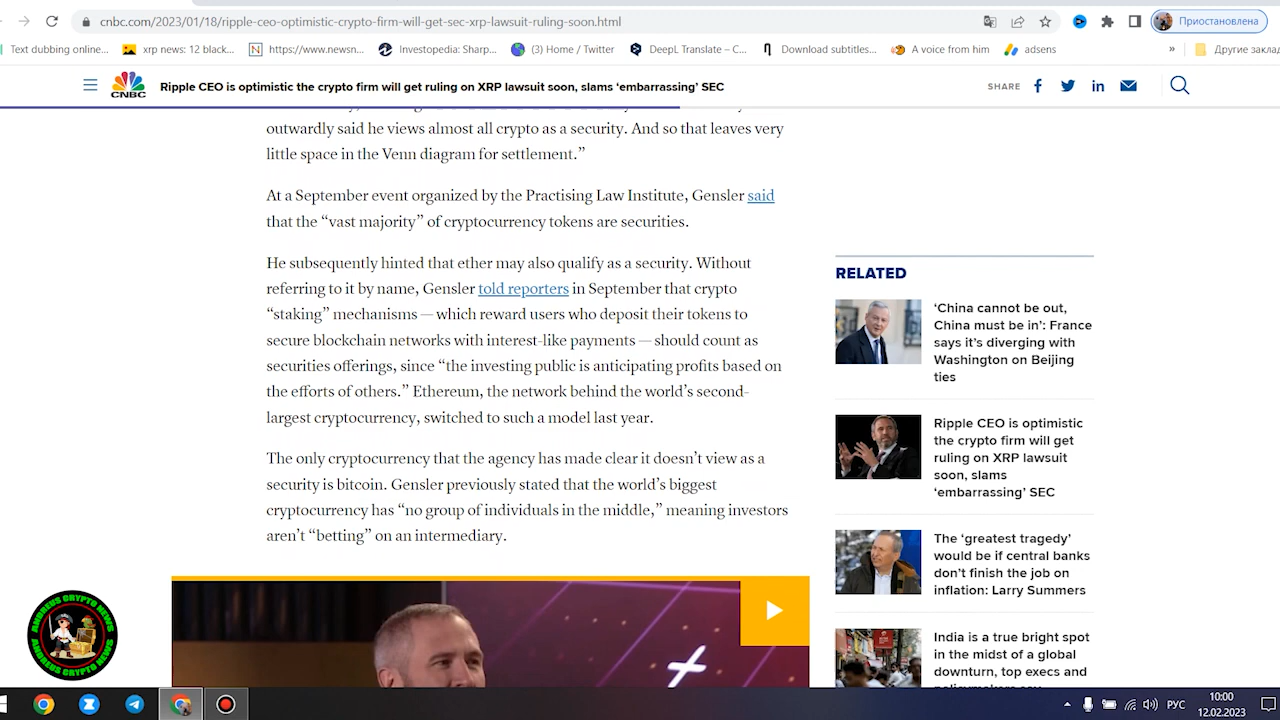 cnbc.com/2023/01/18/ripple-ceo-optimistic-crypto-firm-will-get-sec-xrp-lawsuit-ruling-soon.html
Приостановлена
Text dubbing online...
xrp news: 12 black...
https://www.newsn...
Investopedia: Sharp...
(3) Home / Twitter
DeepL Translate – C...
Download subtitles...
A voice from him
adsens
»
Другие закла
CNBC
Ripple CEO is optimistic the crypto firm will get ruling on XRP lawsuit soon, slams ‘embarrassing’ SEC
SHARE
outwardly said he views almost all crypto as a security. And so that leaves very
little space in the Venn diagram for settlement.”
At a September event organized by the Practising Law Institute, Gensler said
that the “vast majority” of cryptocurrency tokens are securities.
He subsequently hinted that ether may also qualify as a security. Without
referring to it by name, Gensler told reporters in September that crypto
“staking” mechanisms — which reward users who deposit their tokens to
secure blockchain networks with interest-like payments — should count as
securities offerings, since “the investing public is anticipating profits based on
the efforts of others.” Ethereum, the network behind the world’s second-
largest cryptocurrency, switched to such a model last year.
The only cryptocurrency that the agency has made clear it doesn’t view as a
security is bitcoin. Gensler previously stated that the world’s biggest
cryptocurrency has “no group of individuals in the middle,” meaning investors
aren’t “betting” on an intermediary.
RELATED
‘China cannot be out,
China must be in’: France
says it’s diverging with
Washington on Beijing
ties
Ripple CEO is optimistic
the crypto firm will get
ruling on XRP lawsuit
soon, slams
‘embarrassing’ SEC
The ‘greatest tragedy’
would be if central banks
don’t finish the job on
inflation: Larry Summers
India is a true bright spot
in the midst of a global
downturn, top execs and
ANDREUS CRYPTO NEWS
ANDREUS CRYPTO NEWS
РУС
10:00
12.02.2023